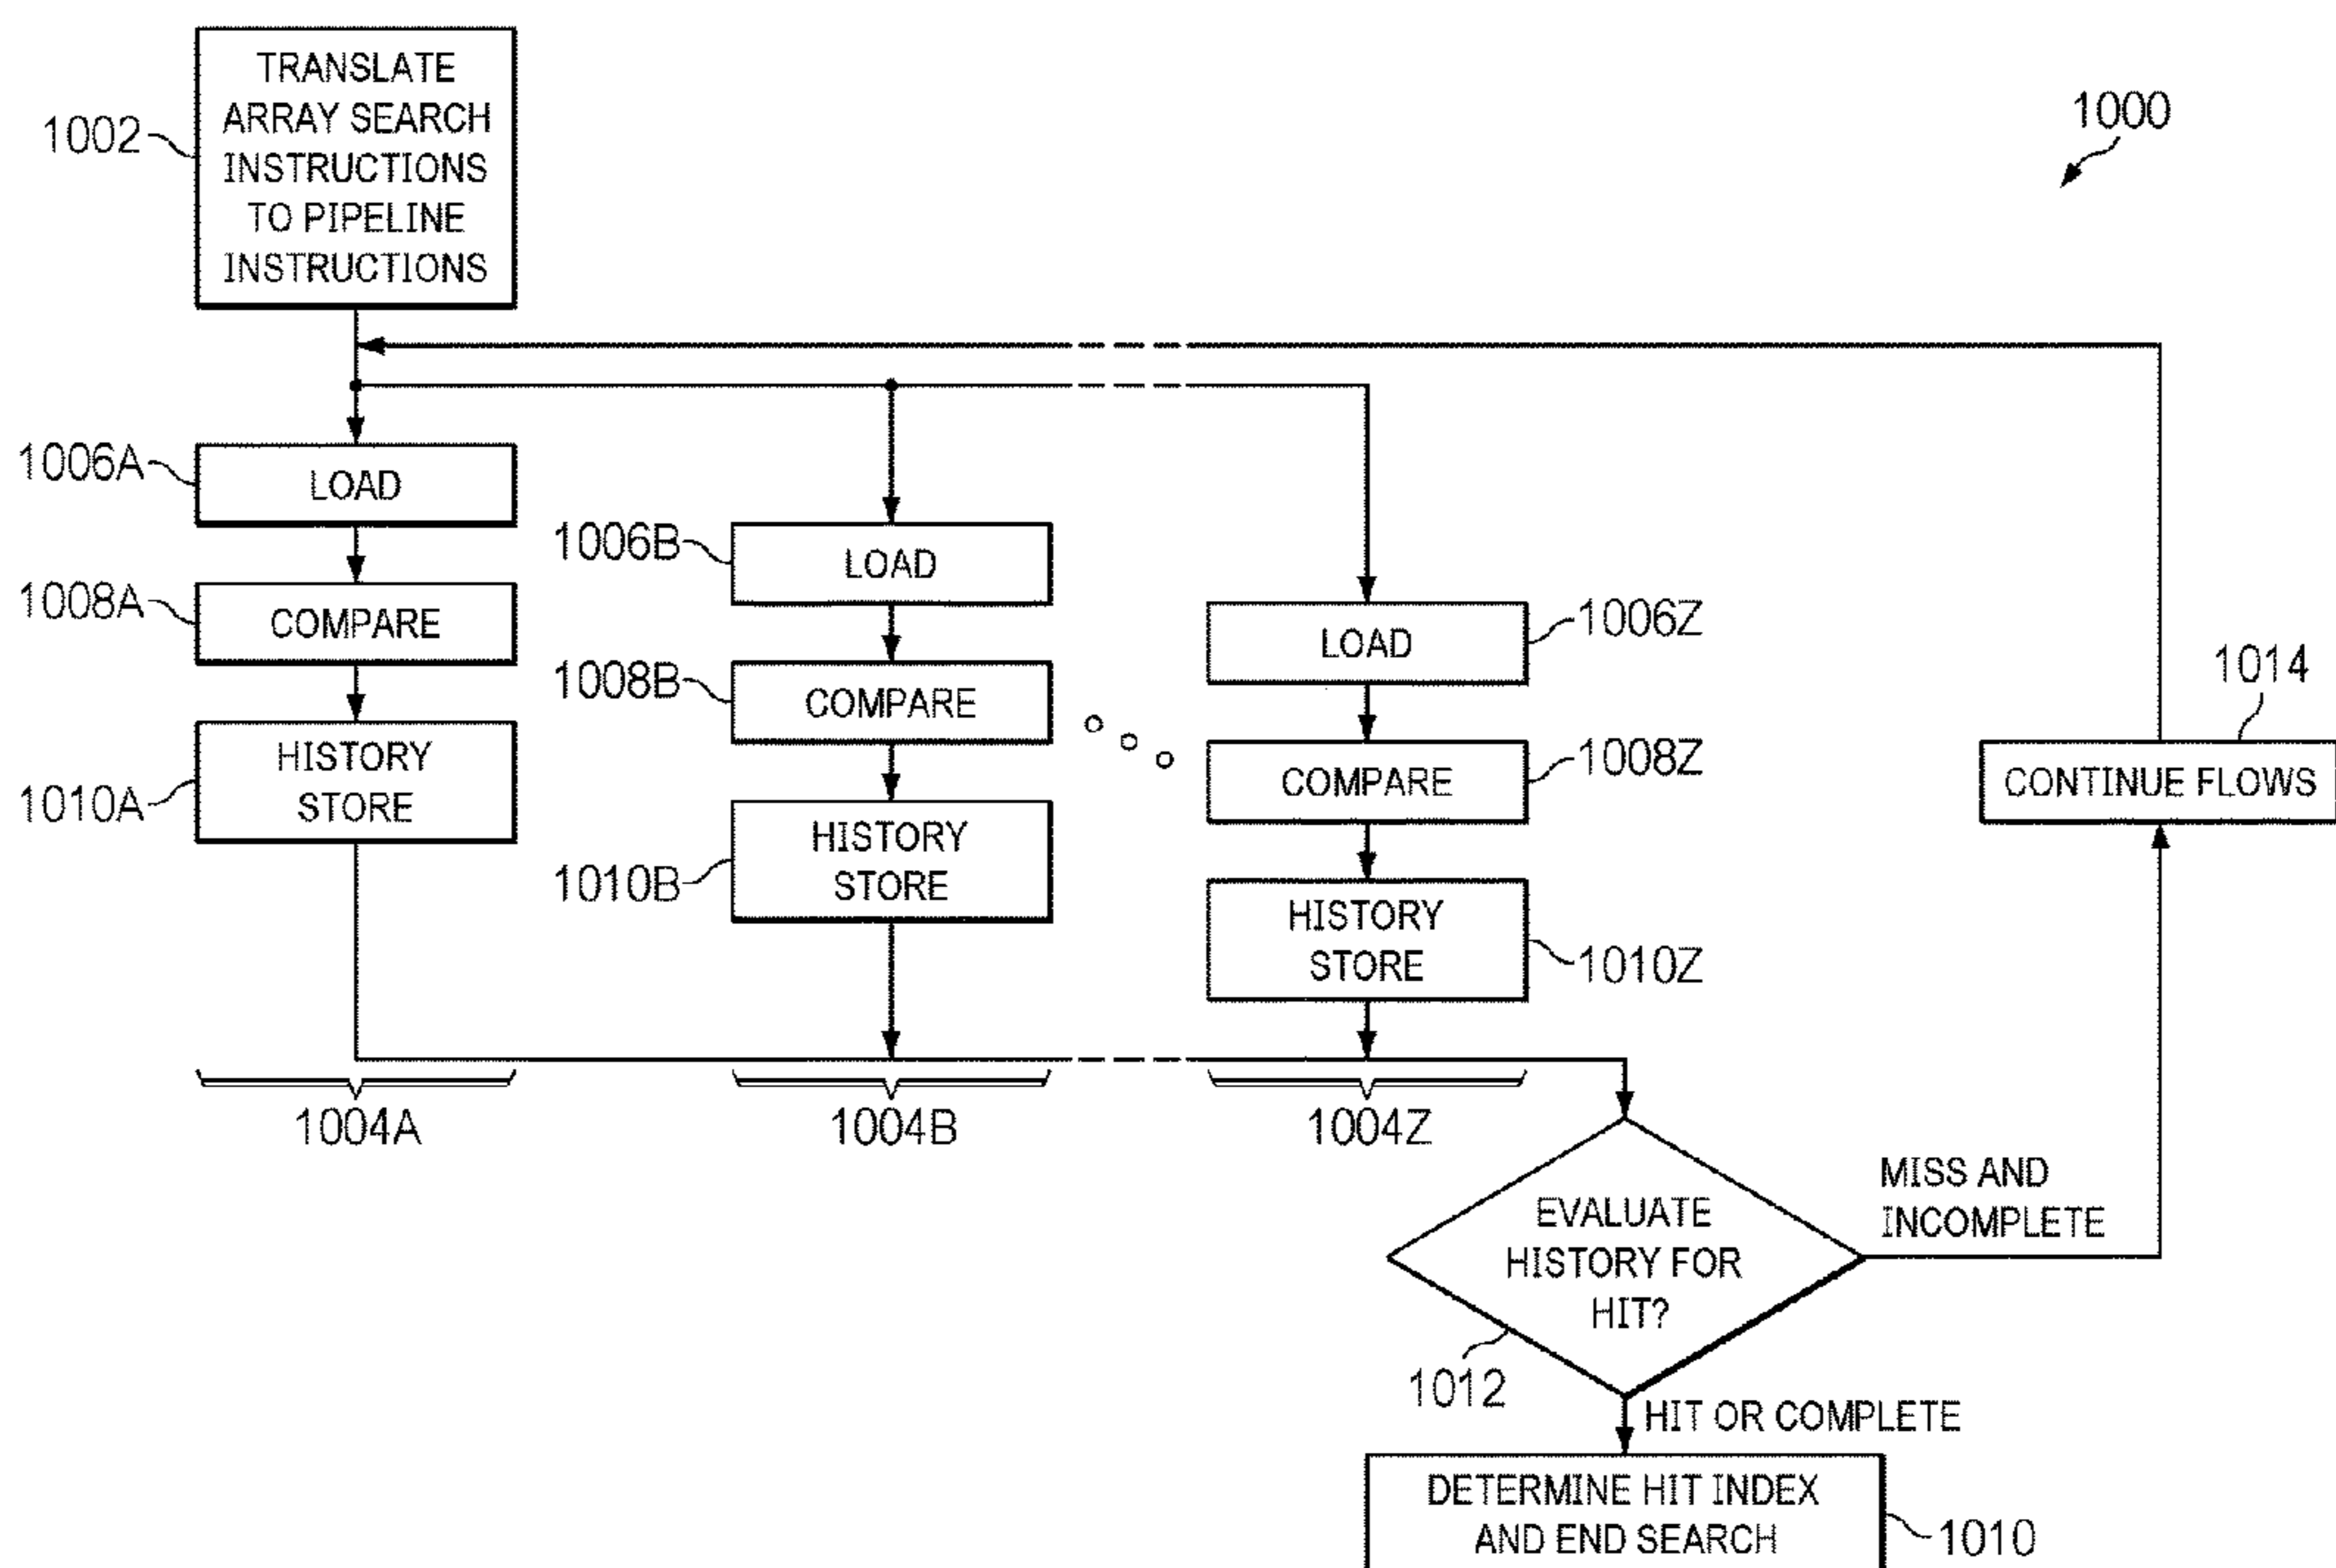 TRANSLATE
ARRAY SEARCH
INSTRUCTIONS
TO PIPELINE
INSTRUCTIONS
1002
1000
1006A
LOAD
1008A
COMPARE
1010A
HISTORY
STORE
1004A
1006B
LOAD
1008B
COMPARE
1010B
HISTORY
STORE
1004B
LOAD
1006Z
COMPARE
1008Z
HISTORY
STORE
1010Z
1004Z
1014
CONTINUE FLOWS
MISS AND
INCOMPLETE
EVALUATE
HISTORY FOR
HIT?
1012
HIT OR COMPLETE
DETERMINE HIT INDEX
AND END SEARCH
1010